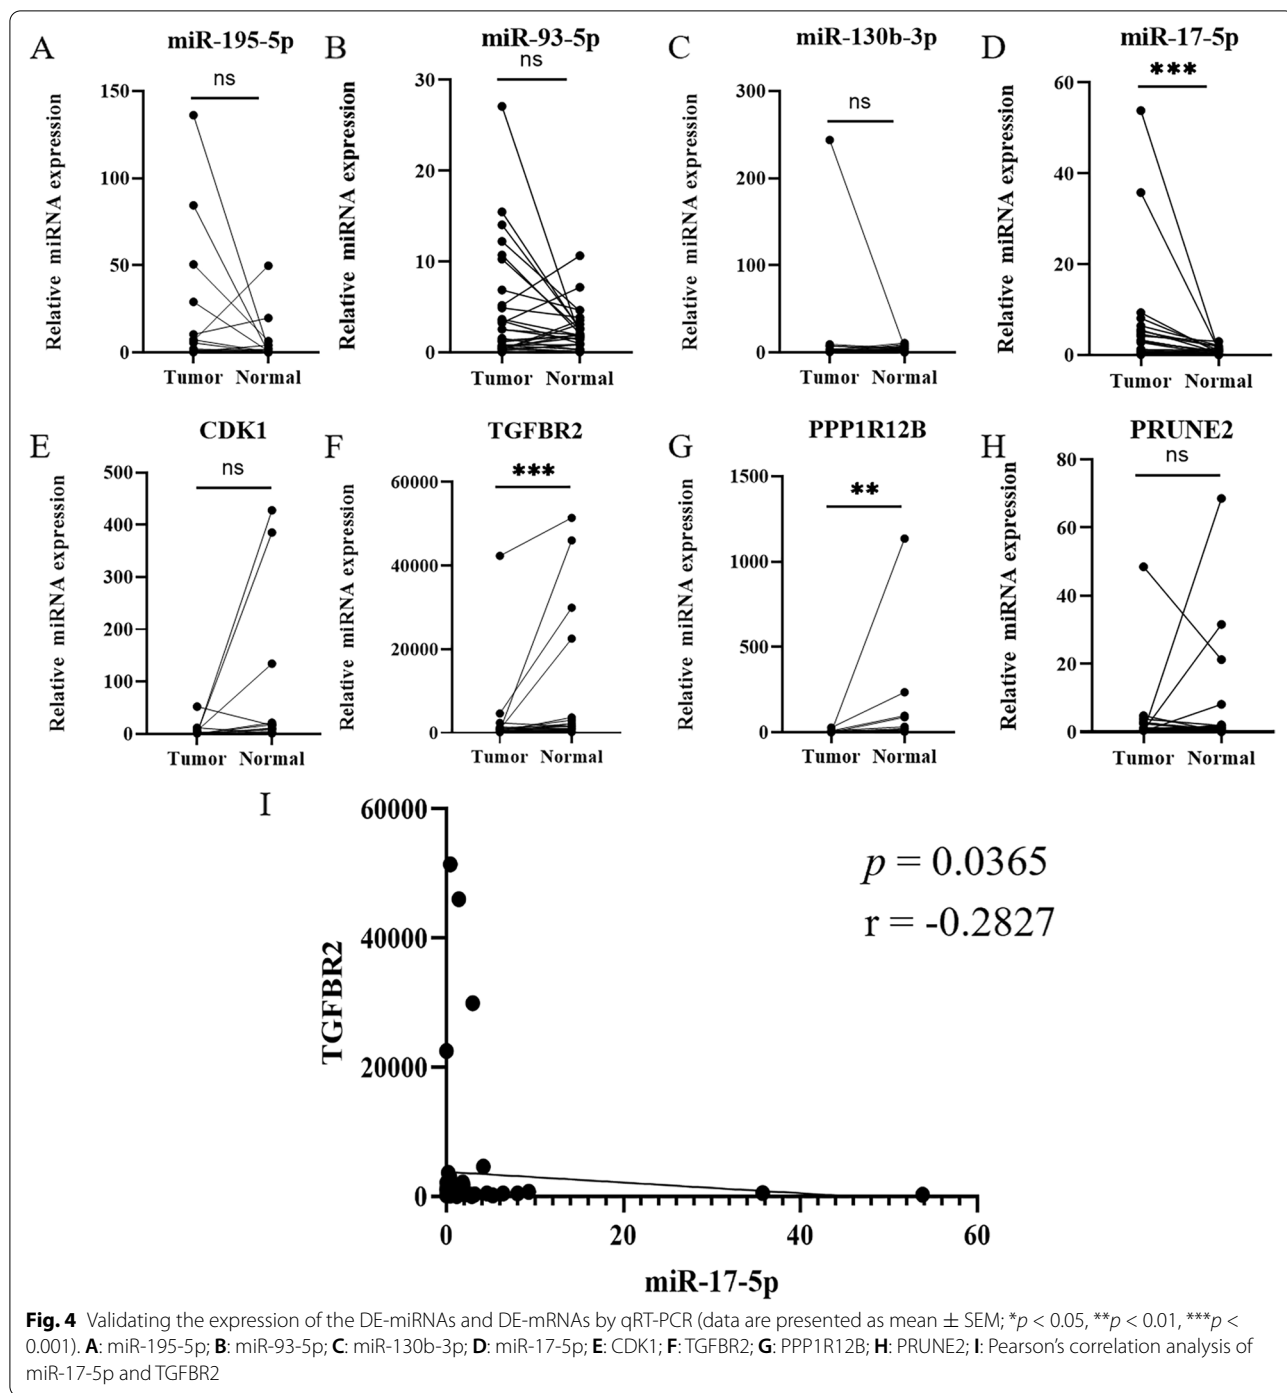 A
miR-195-5p
ns
Relative miRNA expression
150
100
50
0
Tumor Normal
B
miR-93-5p
ns
Relative miRNA expression
30
20
10
0
Tumor Normal
C
miR-130b-3p
ns
Relative miRNA expression
300
200
100
0
Tumor Normal
D
miR-17-5p
***
Relative miRNA expression
60
40
20
0
Tumor Normal
E
CDK1
ns
Relative miRNA expression
500
400
300
200
100
0
Tumor Normal
F
TGFBR2
***
Relative miRNA expression
60000
40000
20000
0
Tumor Normal
G
PPP1R12B
**
Relative miRNA expression
1500
1000
500
0
Tumor Normal
H
PRUNE2
ns
Relative miRNA expression
80
60
40
20
0
Tumor Normal
I
TGFBR2
60000
40000
20000
0
p = 0.0365
r = -0.2827
0 20 40 60
miR-17-5p
Fig. 4 Validating the expression of the DE-miRNAs and DE-mRNAs by qRT-PCR (data are presented as mean ± SEM; *p < 0.05, **p < 0.01, ***p <
0.001). A: miR-195-5p; B: miR-93-5p; C: miR-130b-3p; D: miR-17-5p; E: CDK1; F: TGFBR2; G: PPP1R12B; H: PRUNE2; I: Pearson's correlation analysis of
miR-17-5p and TGFBR2